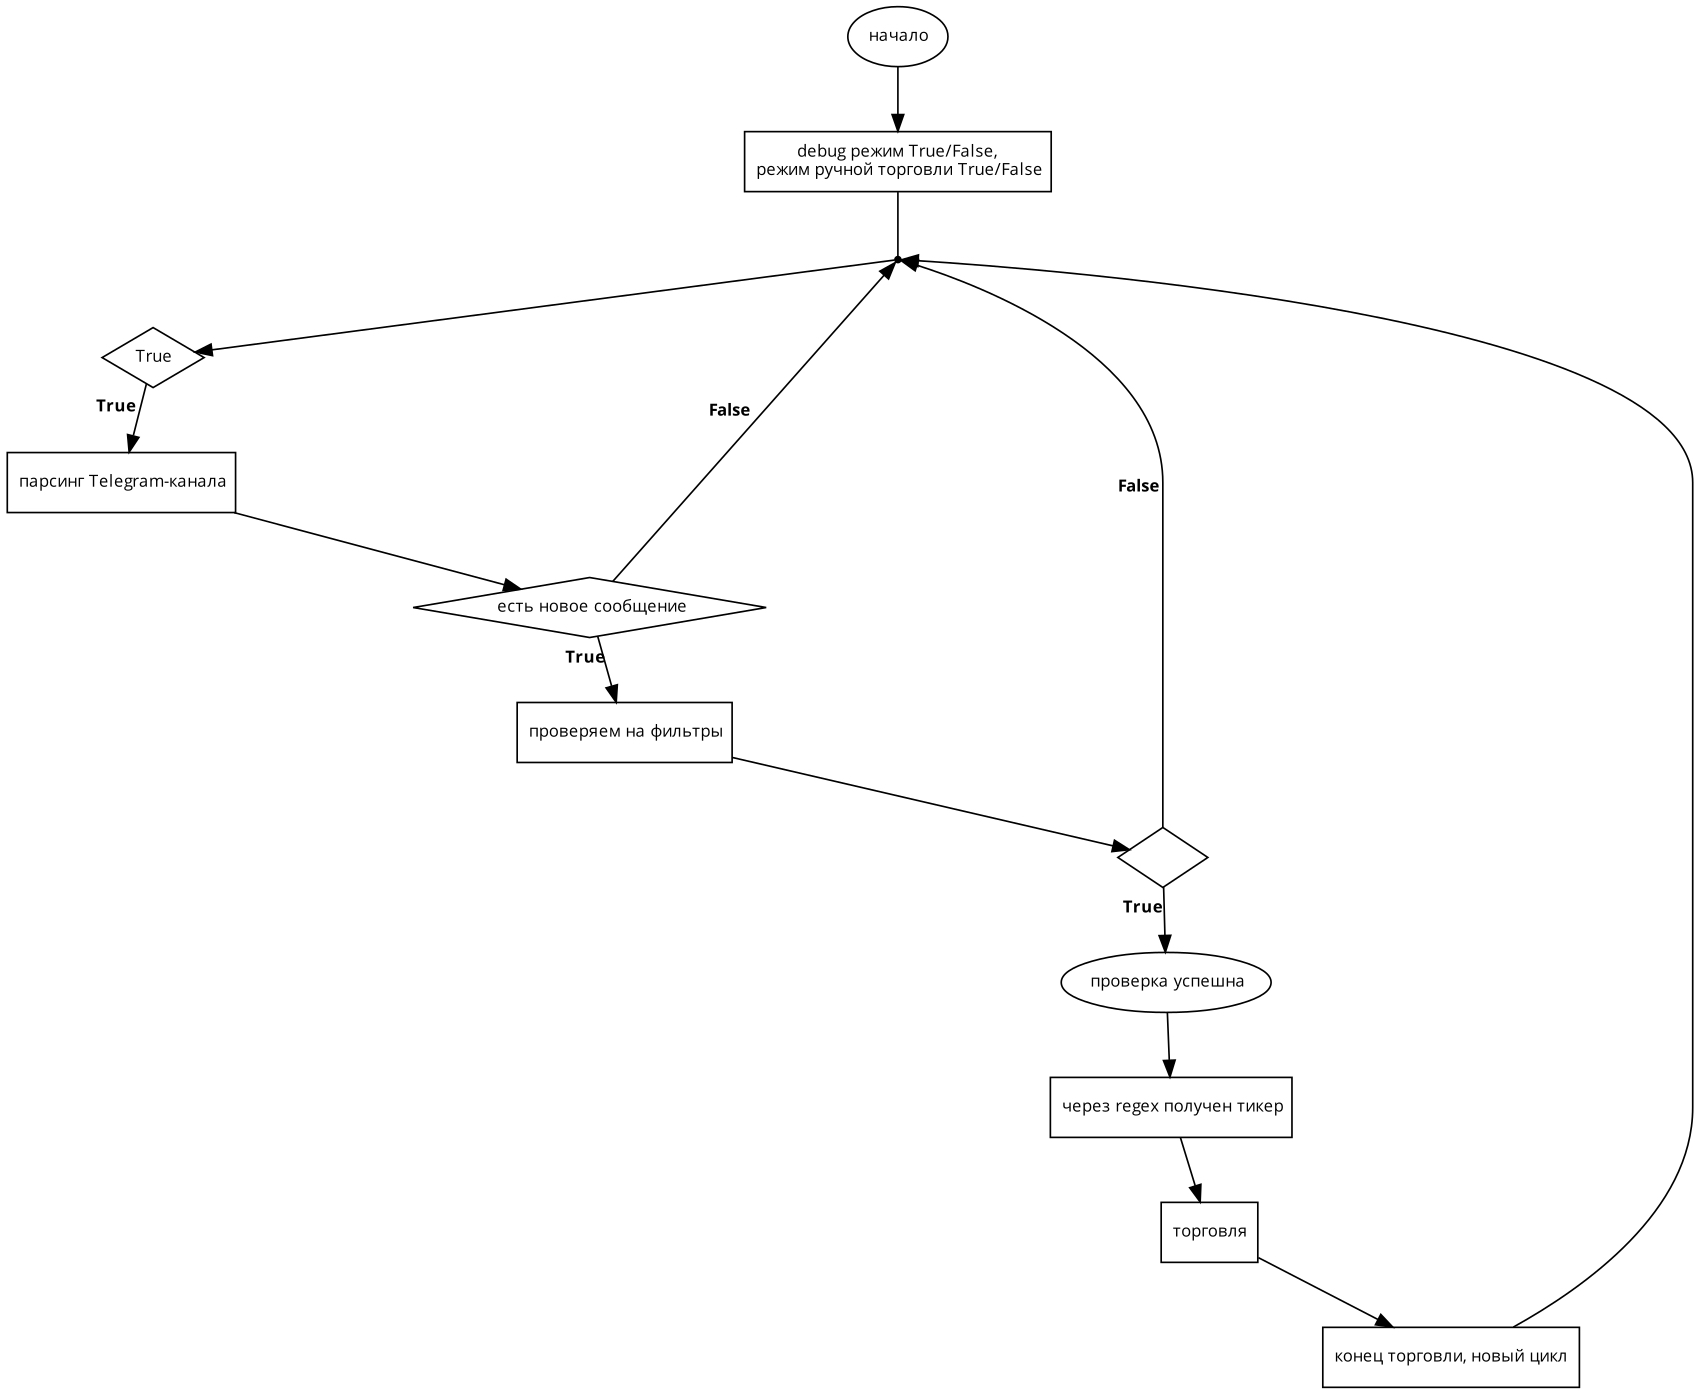 начало
debug режим True/False,
режим ручной торговли True/False
True
True
парсинг Telegram-канала
False
False
есть новое сообщение
True
проверяем на фильтры
True
проверка успешна
через regex получен тикер
торговля
конец торговли, новый цикл